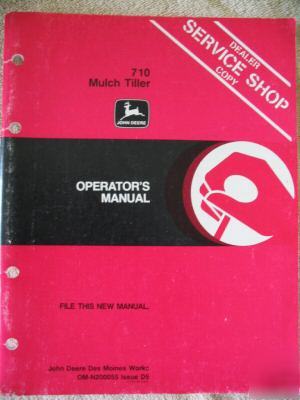 DEALER
SERVICE SHOP
COPY
710
Mulch Tiller
JOHN DEERE
OPERATOR'S
MANUAL
FILE THIS NEW MANUAL.
John Deere Des Moines Works
OM-N200055 Issue D5